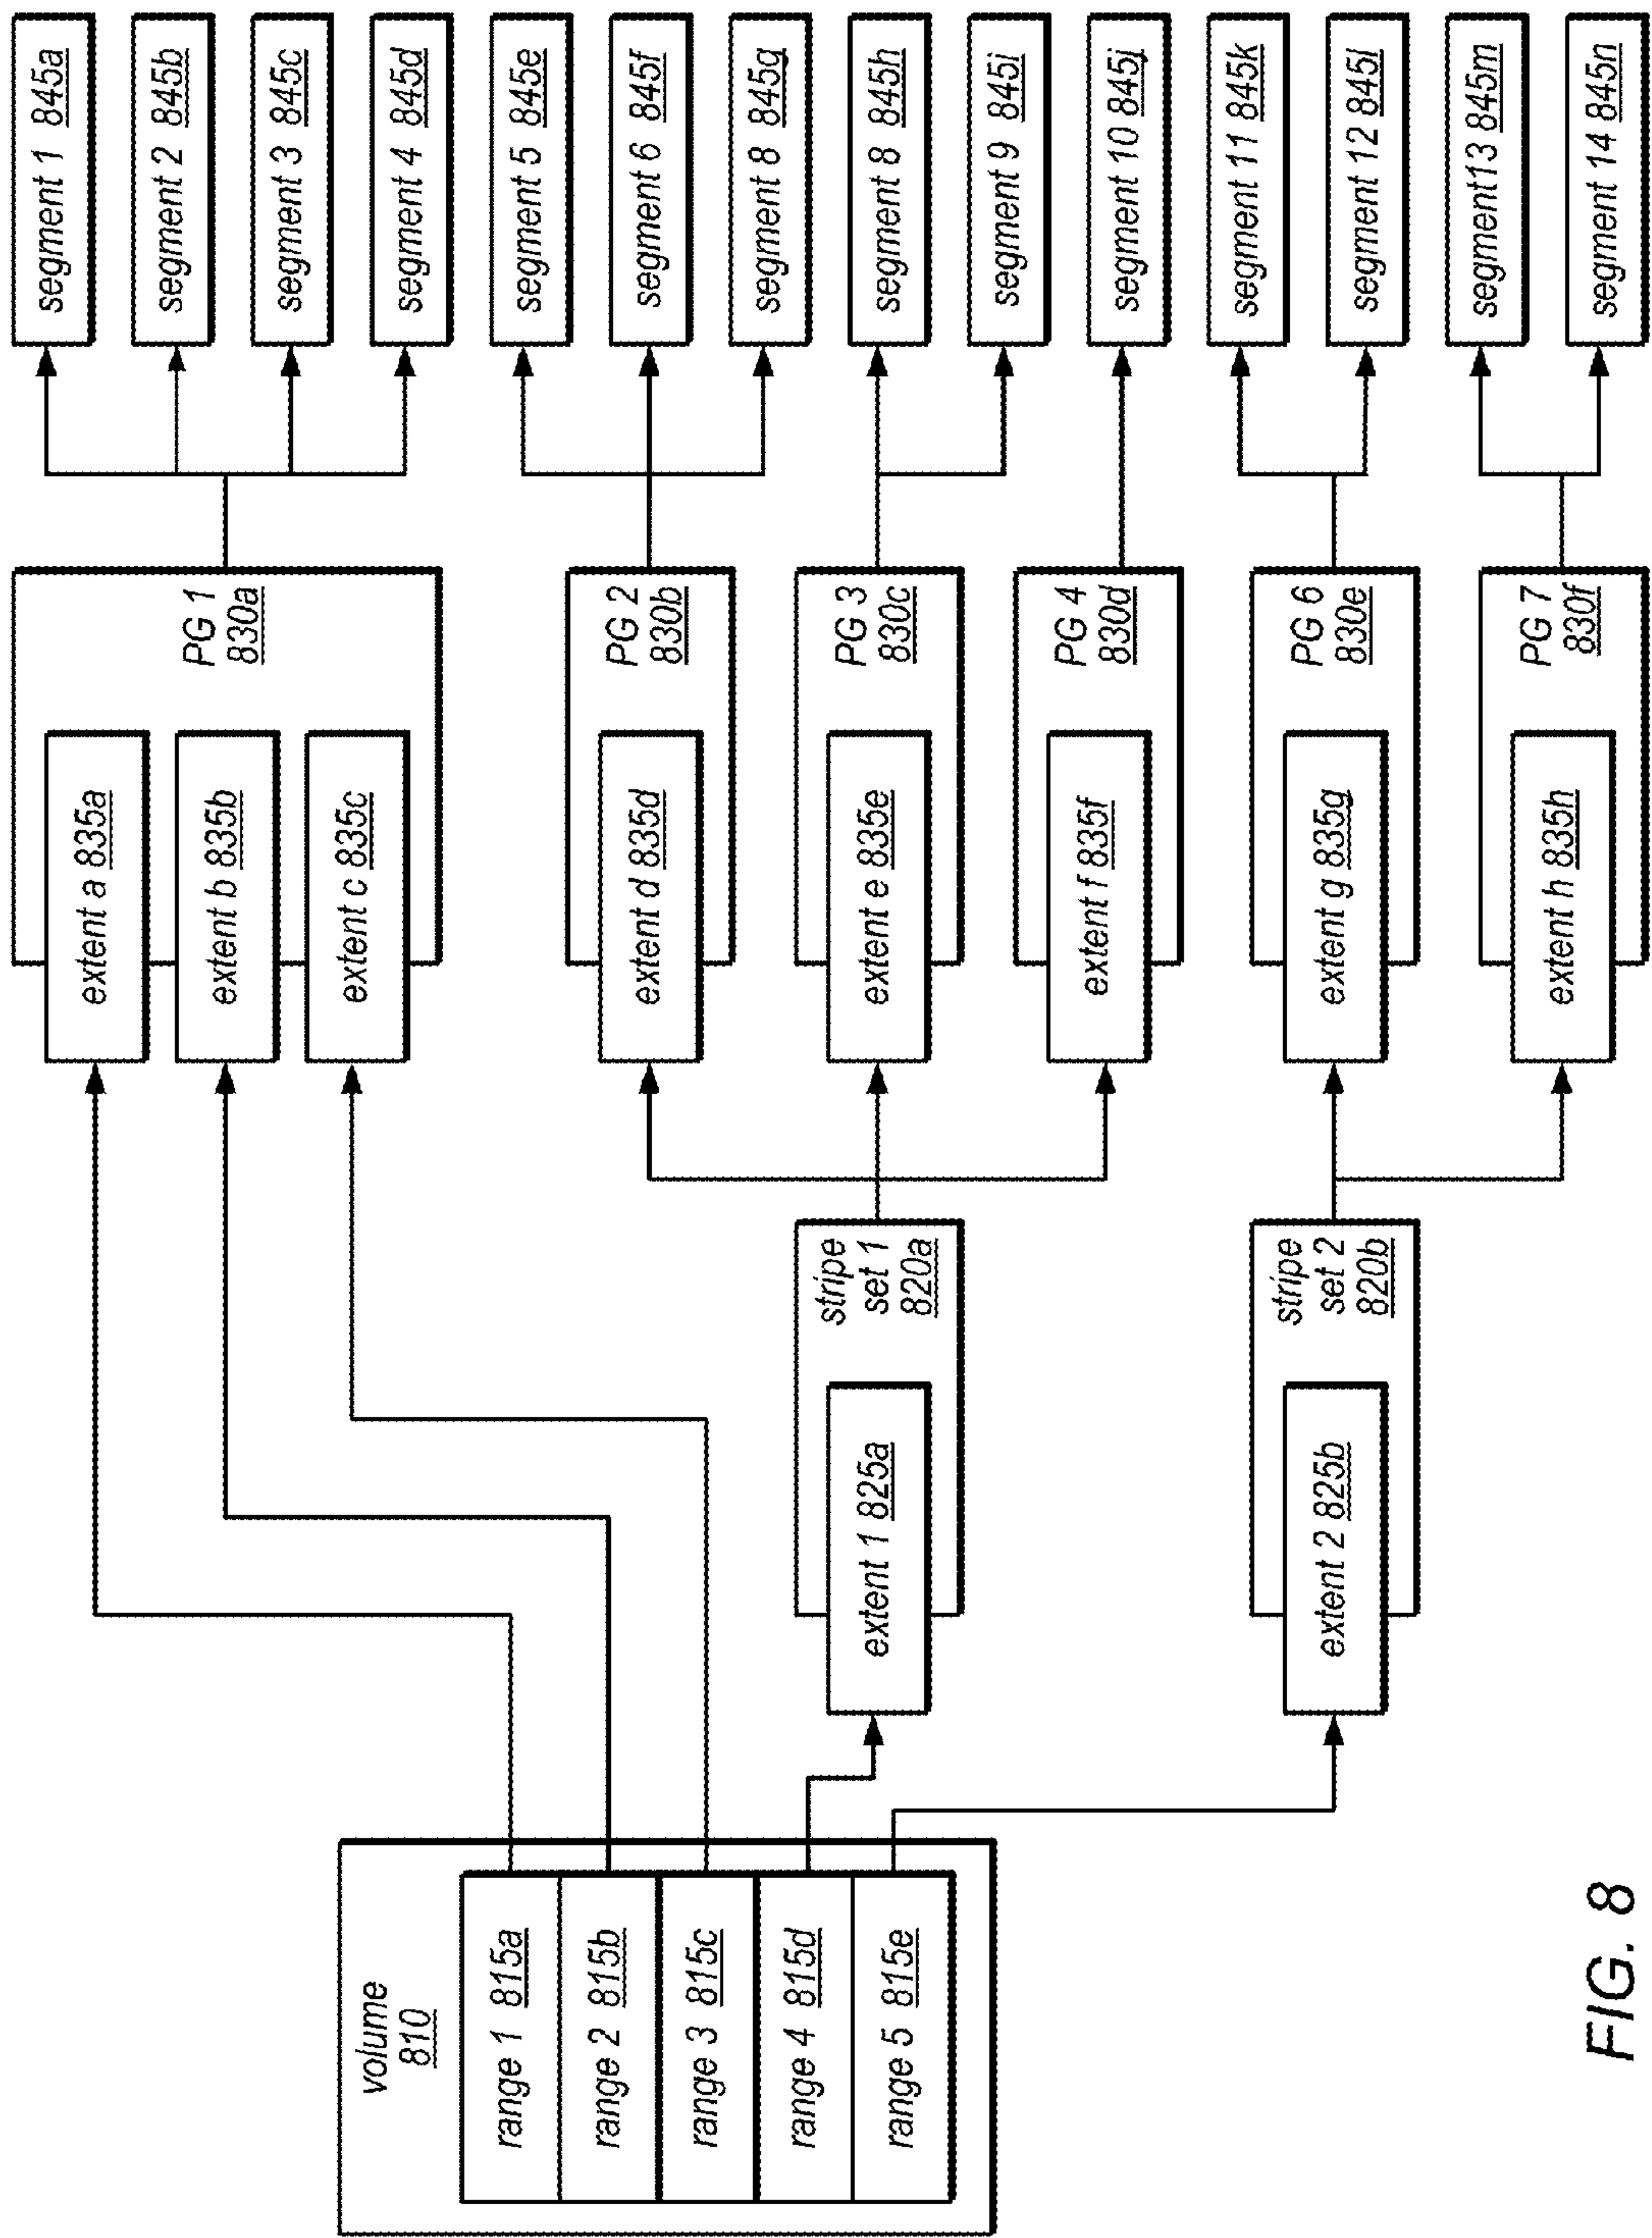 volume
810
range 1 815a
range 2 815b
range 3 815c
range 4 815d
range 5 815e
extent 1 825a
stripe
set 1
820a
extent 2 825b
stripe
set 2
820b
extent a 835a
extent b 835b
extent c 835c
PG 1
830a
extent d 835d
PG 2
830b
extent e 835e
PG 3
830c
extent f 835f
PG 4
830d
extent g 835g
PG 6
830e
extent h 835h
PG 7
830f
segment 1 845a
segment 2 845b
segment 3 845c
segment 4 845d
segment 5 845e
segment 6 845f
segment 8 845g
segment 8 845h
segment 9 845i
segment 10 845j
segment 11 845k
segment 12 845l
segment13 845m
segment 14 845n
FIG. 8